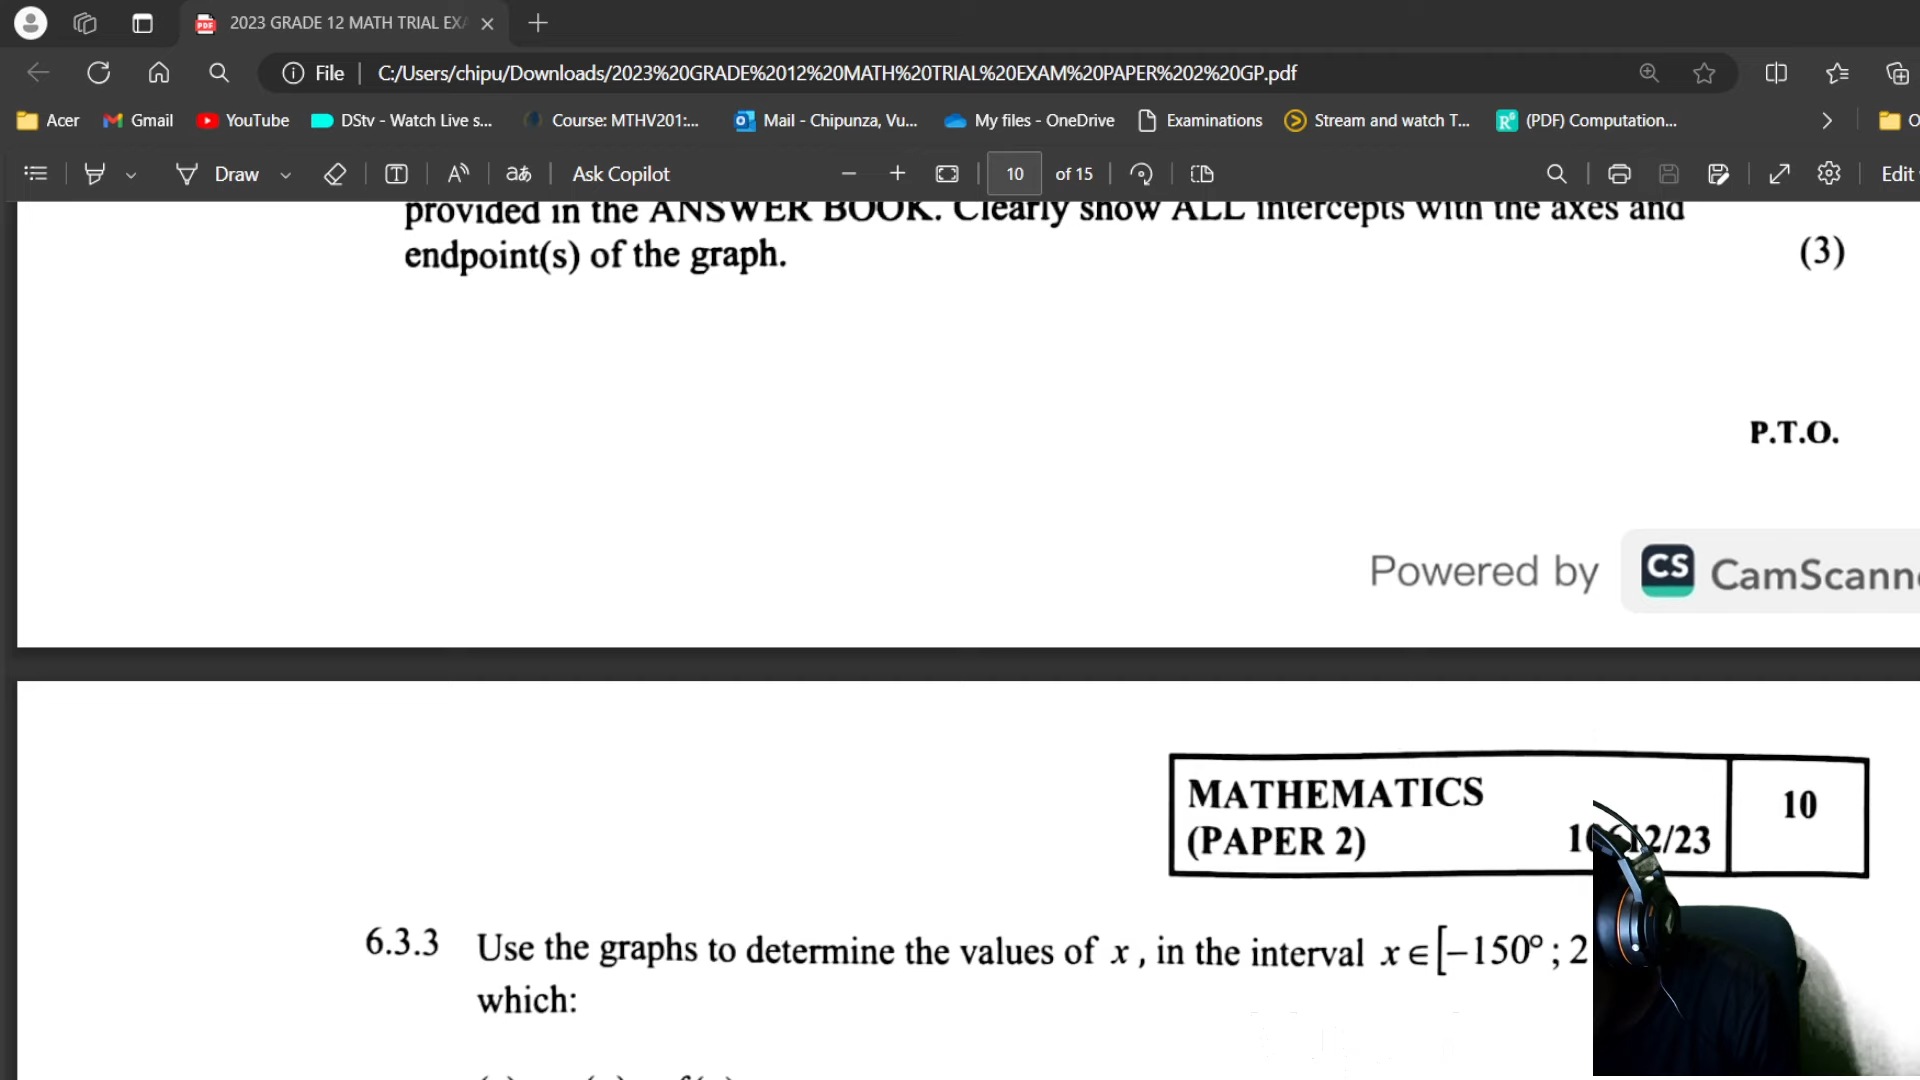 2023 GRADE 12 MATH TRIAL EXA
File C:/Users/chipu/Downloads/2023%20GRADE%2012%20MATH%20TRIAL%20EXAM%20PAPER%202%20GP.pdf
Acer Gmail YouTube DStv - Watch Live s... Course: MTHV201:... Mail - Chipunza, Vu... My files - OneDrive Examinations Stream and watch T... (PDF) Computation...
Draw Ask Copilot 10 of 15 Edit
provided in the ANSWER BOOK. Clearly show ALL intercepts with the axes and
endpoint(s) of the graph. (3)
P.T.O.
Powered by CS CamScanne
MATHEMATICS
(PAPER 2) 10
6.3.3 Use the graphs to determine the values of x, in the interval x ∈ [−150° ; 2
which: